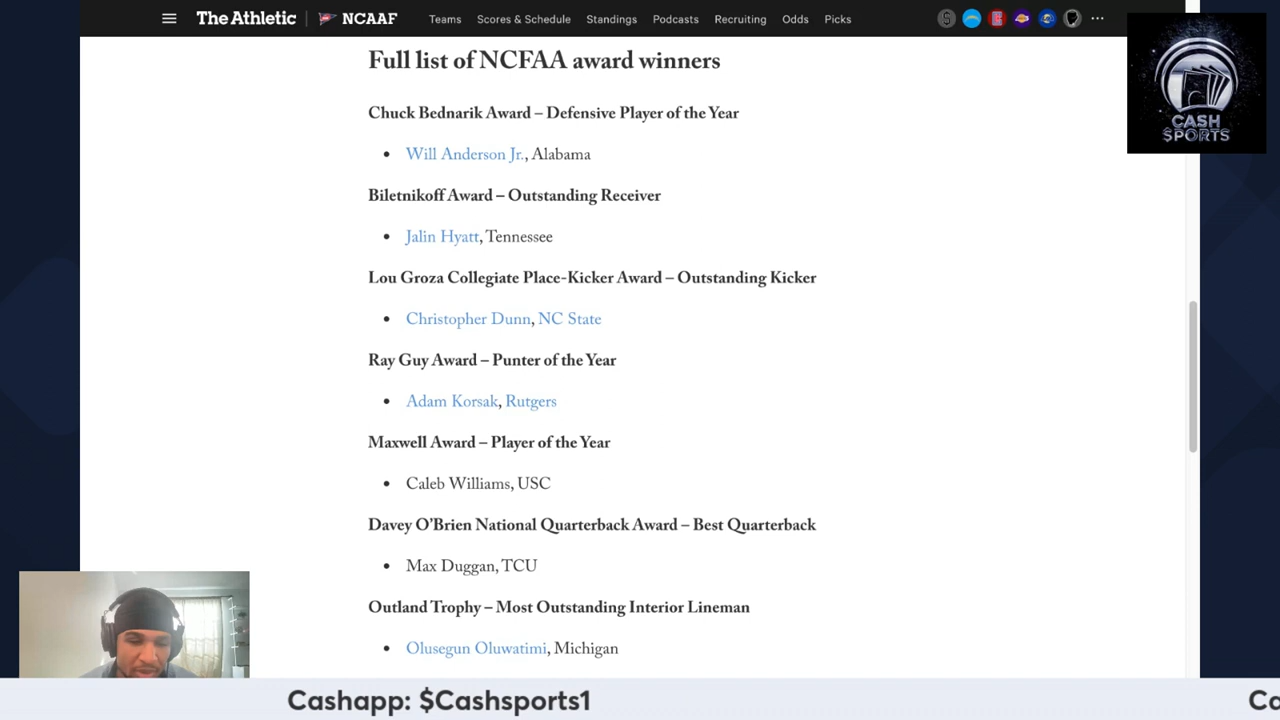 The Athletic NCAAF Teams Scores & Schedule Standings Podcasts Recruiting Odds Picks
CASH
$PORTS
Full list of NCFAA award winners
Chuck Bednarik Award – Defensive Player of the Year
• Will Anderson Jr., Alabama
Biletnikoff Award – Outstanding Receiver
• Jalin Hyatt, Tennessee
Lou Groza Collegiate Place-Kicker Award – Outstanding Kicker
• Christopher Dunn, NC State
Ray Guy Award – Punter of the Year
• Adam Korsak, Rutgers
Maxwell Award – Player of the Year
• Caleb Williams, USC
Davey O’Brien National Quarterback Award – Best Quarterback
• Max Duggan, TCU
Outland Trophy – Most Outstanding Interior Lineman
• Olusegun Oluwatimi, Michigan
Cashapp: $Cashsports1 Ca